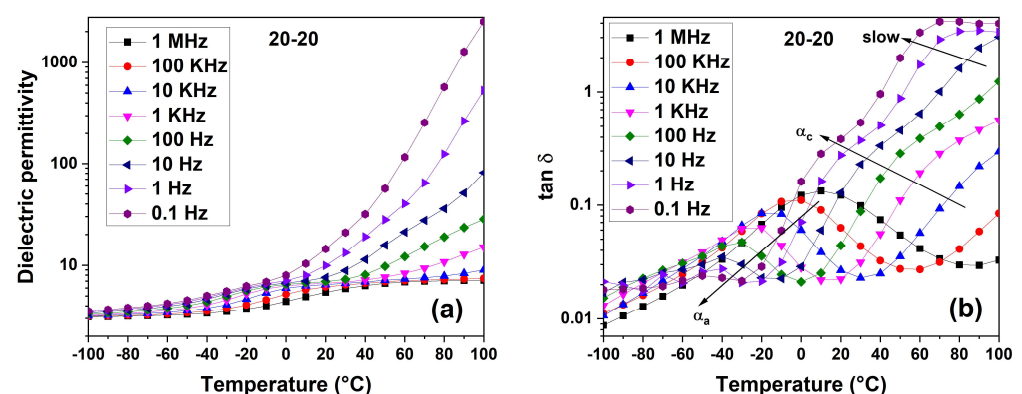 20-20
1 MHz
100 KHz
10 KHz
1 KHz
100 Hz
10 Hz
1 Hz
0.1 Hz
1000
100
10
Dielectric permittivity
(a)
-100 -80 -60 -40 -20 0 20 40 60 80 100
Temperature (°C)
20-20
1 MHz
100 KHz
10 KHz
1 KHz
100 Hz
10 Hz
1 Hz
0.1 Hz
slow
αc
αa
1
0.1
0.01
tan δ
(b)
-100 -80 -60 -40 -20 0 20 40 60 80 100
Temperature (°C)